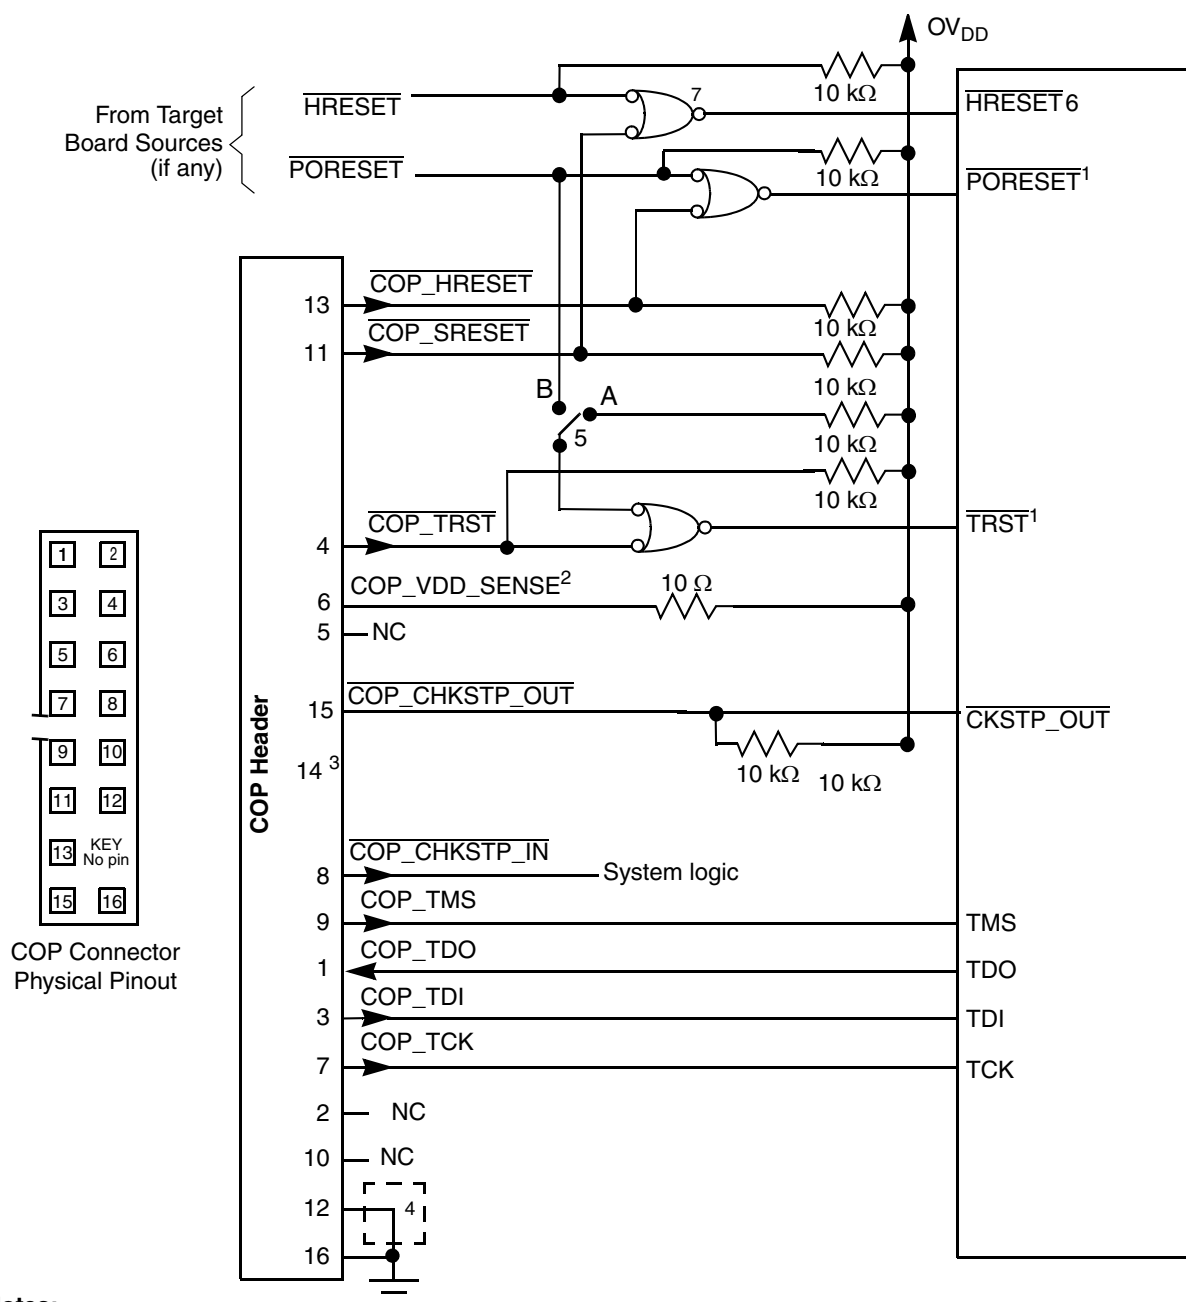 OVDD
10 kΩ
From Target
Board Sources
(if any)
HRESET
7
HRESET 6
PORESET
10 kΩ
PORESET1
COP_HRESET
13
10 kΩ
COP_SRESET
11
10 kΩ
B
A
5
10 kΩ
10 kΩ
COP_TRST
4
TRST1
COP_VDD_SENSE2
10 Ω
6
5
NC
COP_CHKSTP_OUT
15
CKSTP_OUT
10 kΩ
10 kΩ
14 3
COP Header
COP_CHKSTP_IN
8
System logic
COP_TMS
9
TMS
COP_TDO
1
TDO
COP_TDI
3
TDI
COP_TCK
7
TCK
2
NC
10
NC
12
4
16
1 2
3 4
5 6
7 8
9 10
11 12
13 KEY
No pin
15 16
COP Connector
Physical Pinout